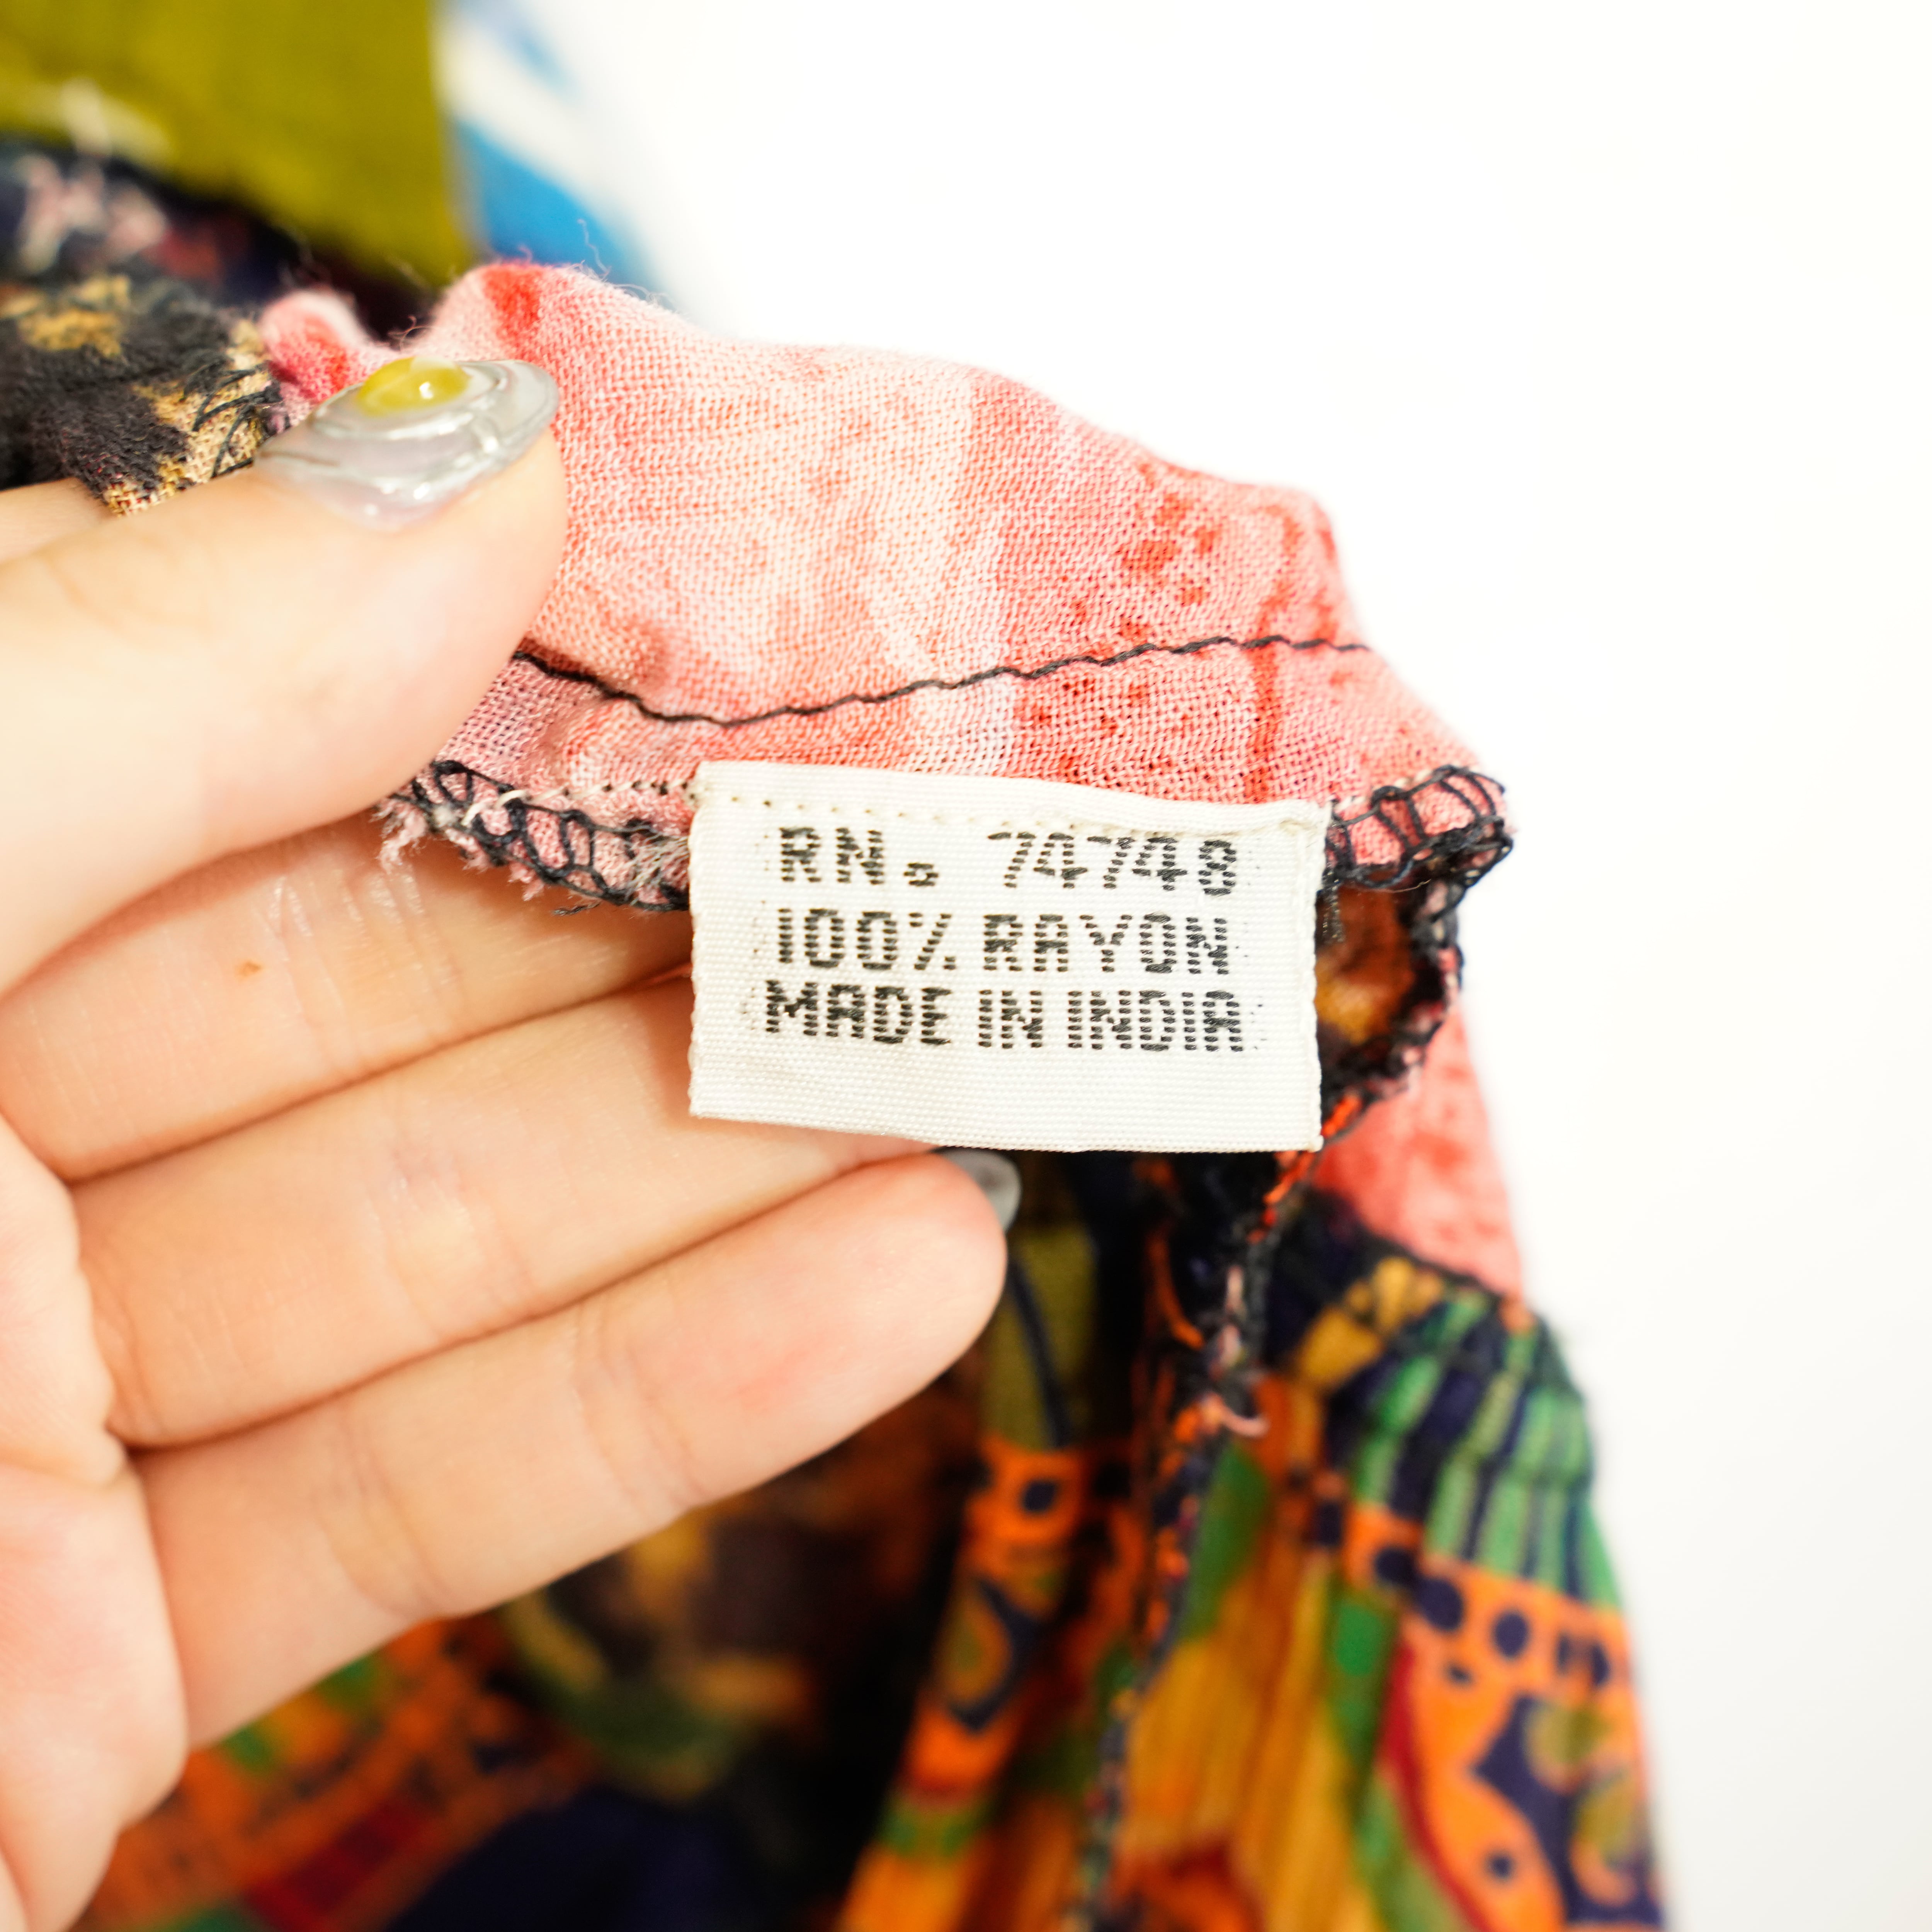 RN. 74748
100% RAYON
MADE IN INDIA